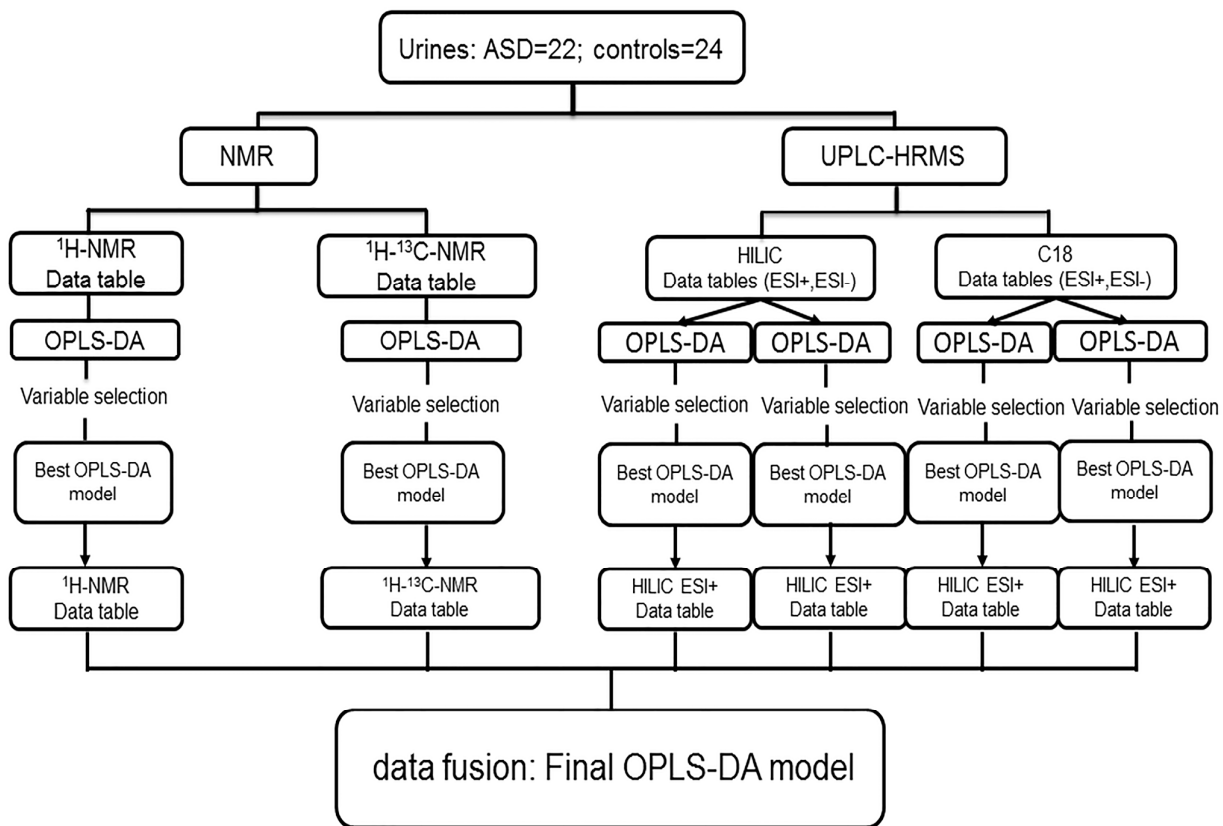 Urines: ASD=22; controls=24
NMR
UPLC-HRMS
¹H-NMR
Data table
¹H-¹³C-NMR
Data table
HILIC
Data tables (ESI+,ESI-)
C18
Data tables (ESI+,ESI-)
OPLS-DA
OPLS-DA
OPLS-DA
OPLS-DA
OPLS-DA
OPLS-DA
Variable selection
Variable selection
Variable selection
Variable selection
Variable selection
Variable selection
Best OPLS-DA
model
Best OPLS-DA
model
Best OPLS-DA
model
Best OPLS-DA
model
Best OPLS-DA
model
Best OPLS-DA
model
¹H-NMR
Data table
¹H-¹³C-NMR
Data table
HILIC ESI+
Data table
HILIC ESI+
Data table
HILIC ESI+
Data table
HILIC ESI+
Data table
data fusion: Final OPLS-DA model